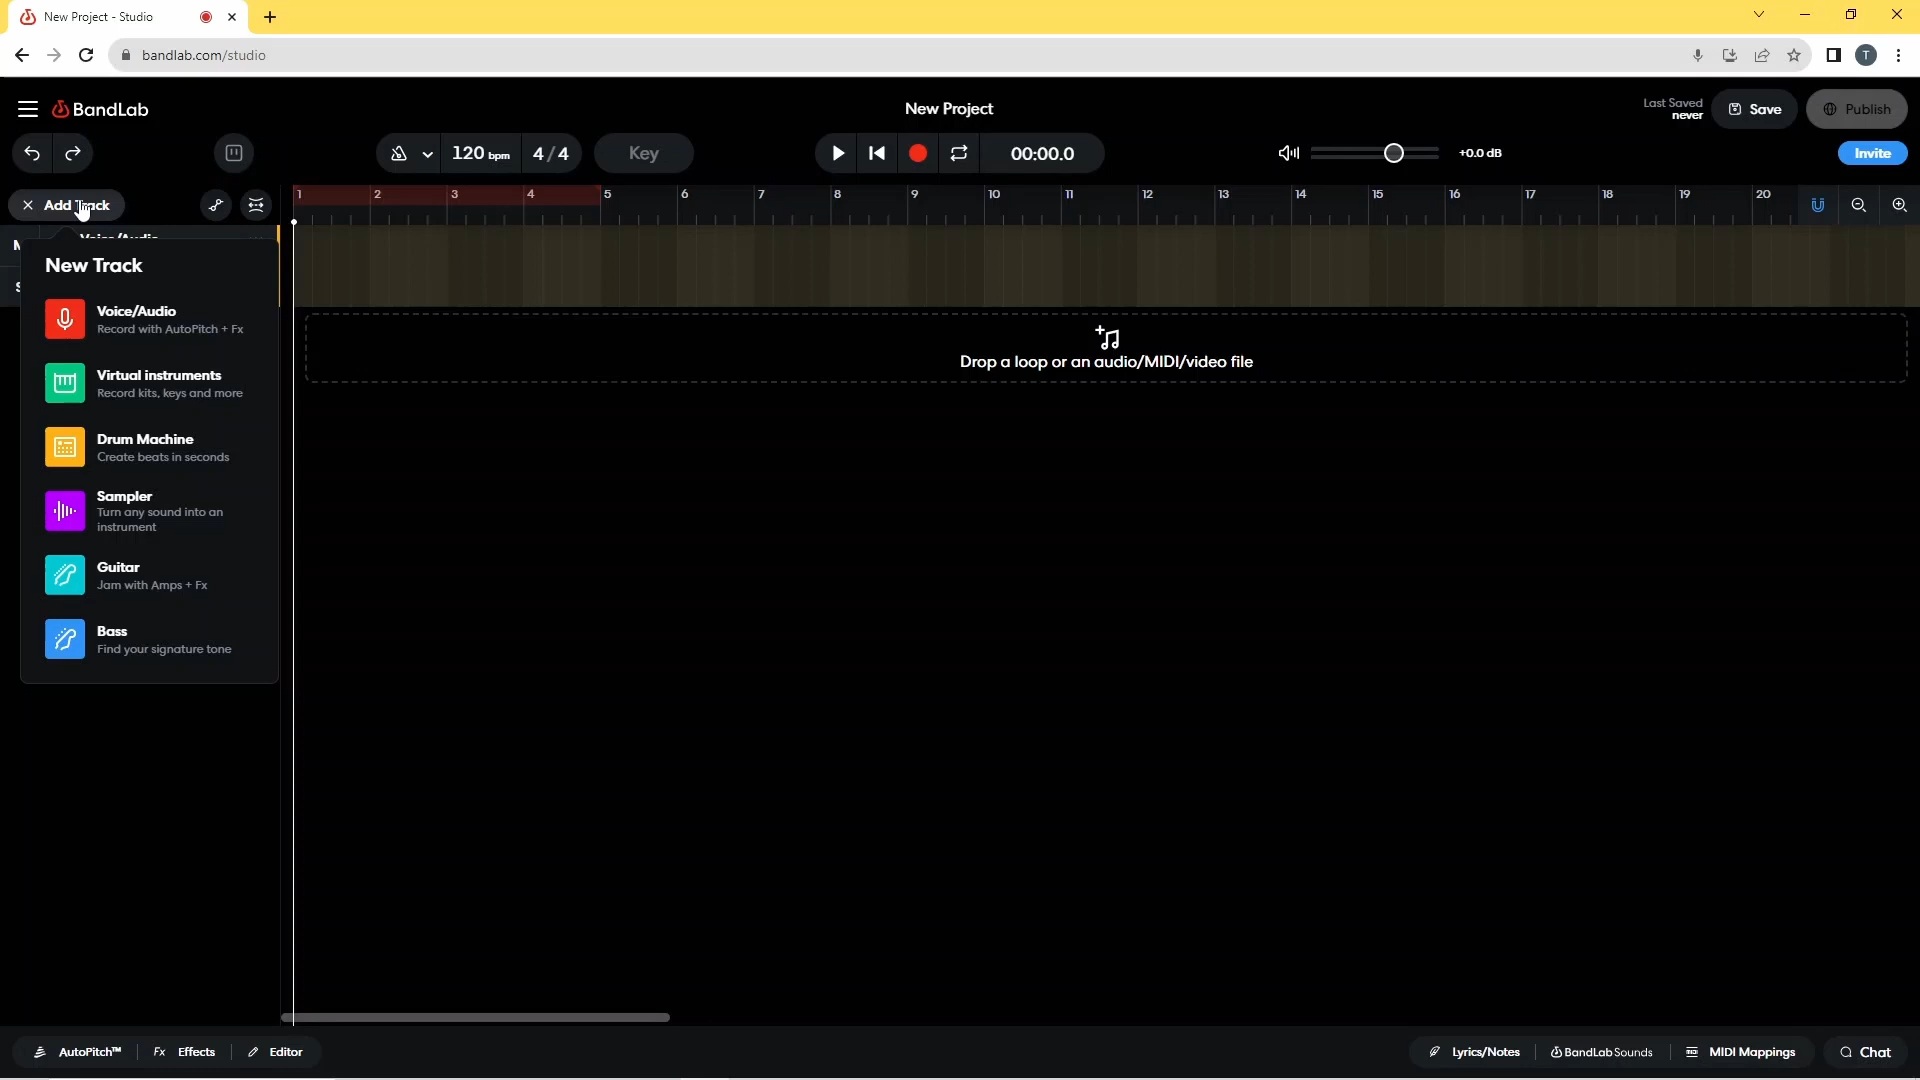 New Project - Studio
bandlab.com/studio
T
BandLab
New Project
Last Saved
never
Save
Publish
120 bpm
4 / 4
Key
00:00.0
+0.0 dB
Invite
Add Track
1 2 3 4 5 6 7 8 9 10 11 12 13 14 15 16 17 18 19 20
New Track
Voice/Audio
Record with AutoPitch + Fx
Virtual instruments
Record kits, keys and more
Drum Machine
Create beats in seconds
Sampler
Turn any sound into an
instrument
Guitar
Jam with Amps + Fx
Bass
Find your signature tone
Drop a loop or an audio/MIDI/video file
AutoPitch™
Fx Effects
Editor
Lyrics/Notes
BandLab Sounds
MIDI Mappings
Chat